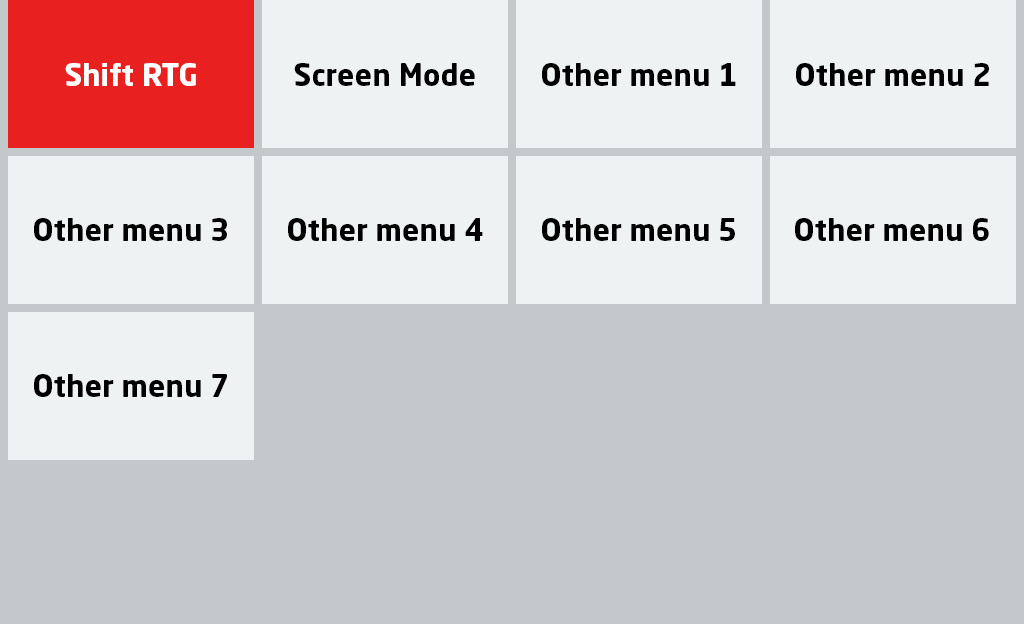 Shift RTG
Screen Mode
Other menu 1
Other menu 2
Other menu 3
Other menu 4
Other menu 5
Other menu 6
Other menu 7